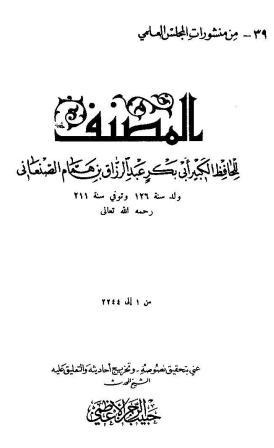 ٣٩ - من منشورات المجلس العلمي
المصنف
للحافظ الكبير أبي بكر عبد الرزاق بن همام الصنعاني
ولد سنة ١٢٦ وتوفي سنة ٢١١
رحمه الله تعالى
من ١ إلى ٢٢٤٤
عني بتحقيق نصوصه - وتخريج أحاديثه والتعليق عليه
الشيخ المحدث
حبيب الرحمن الأعظمي